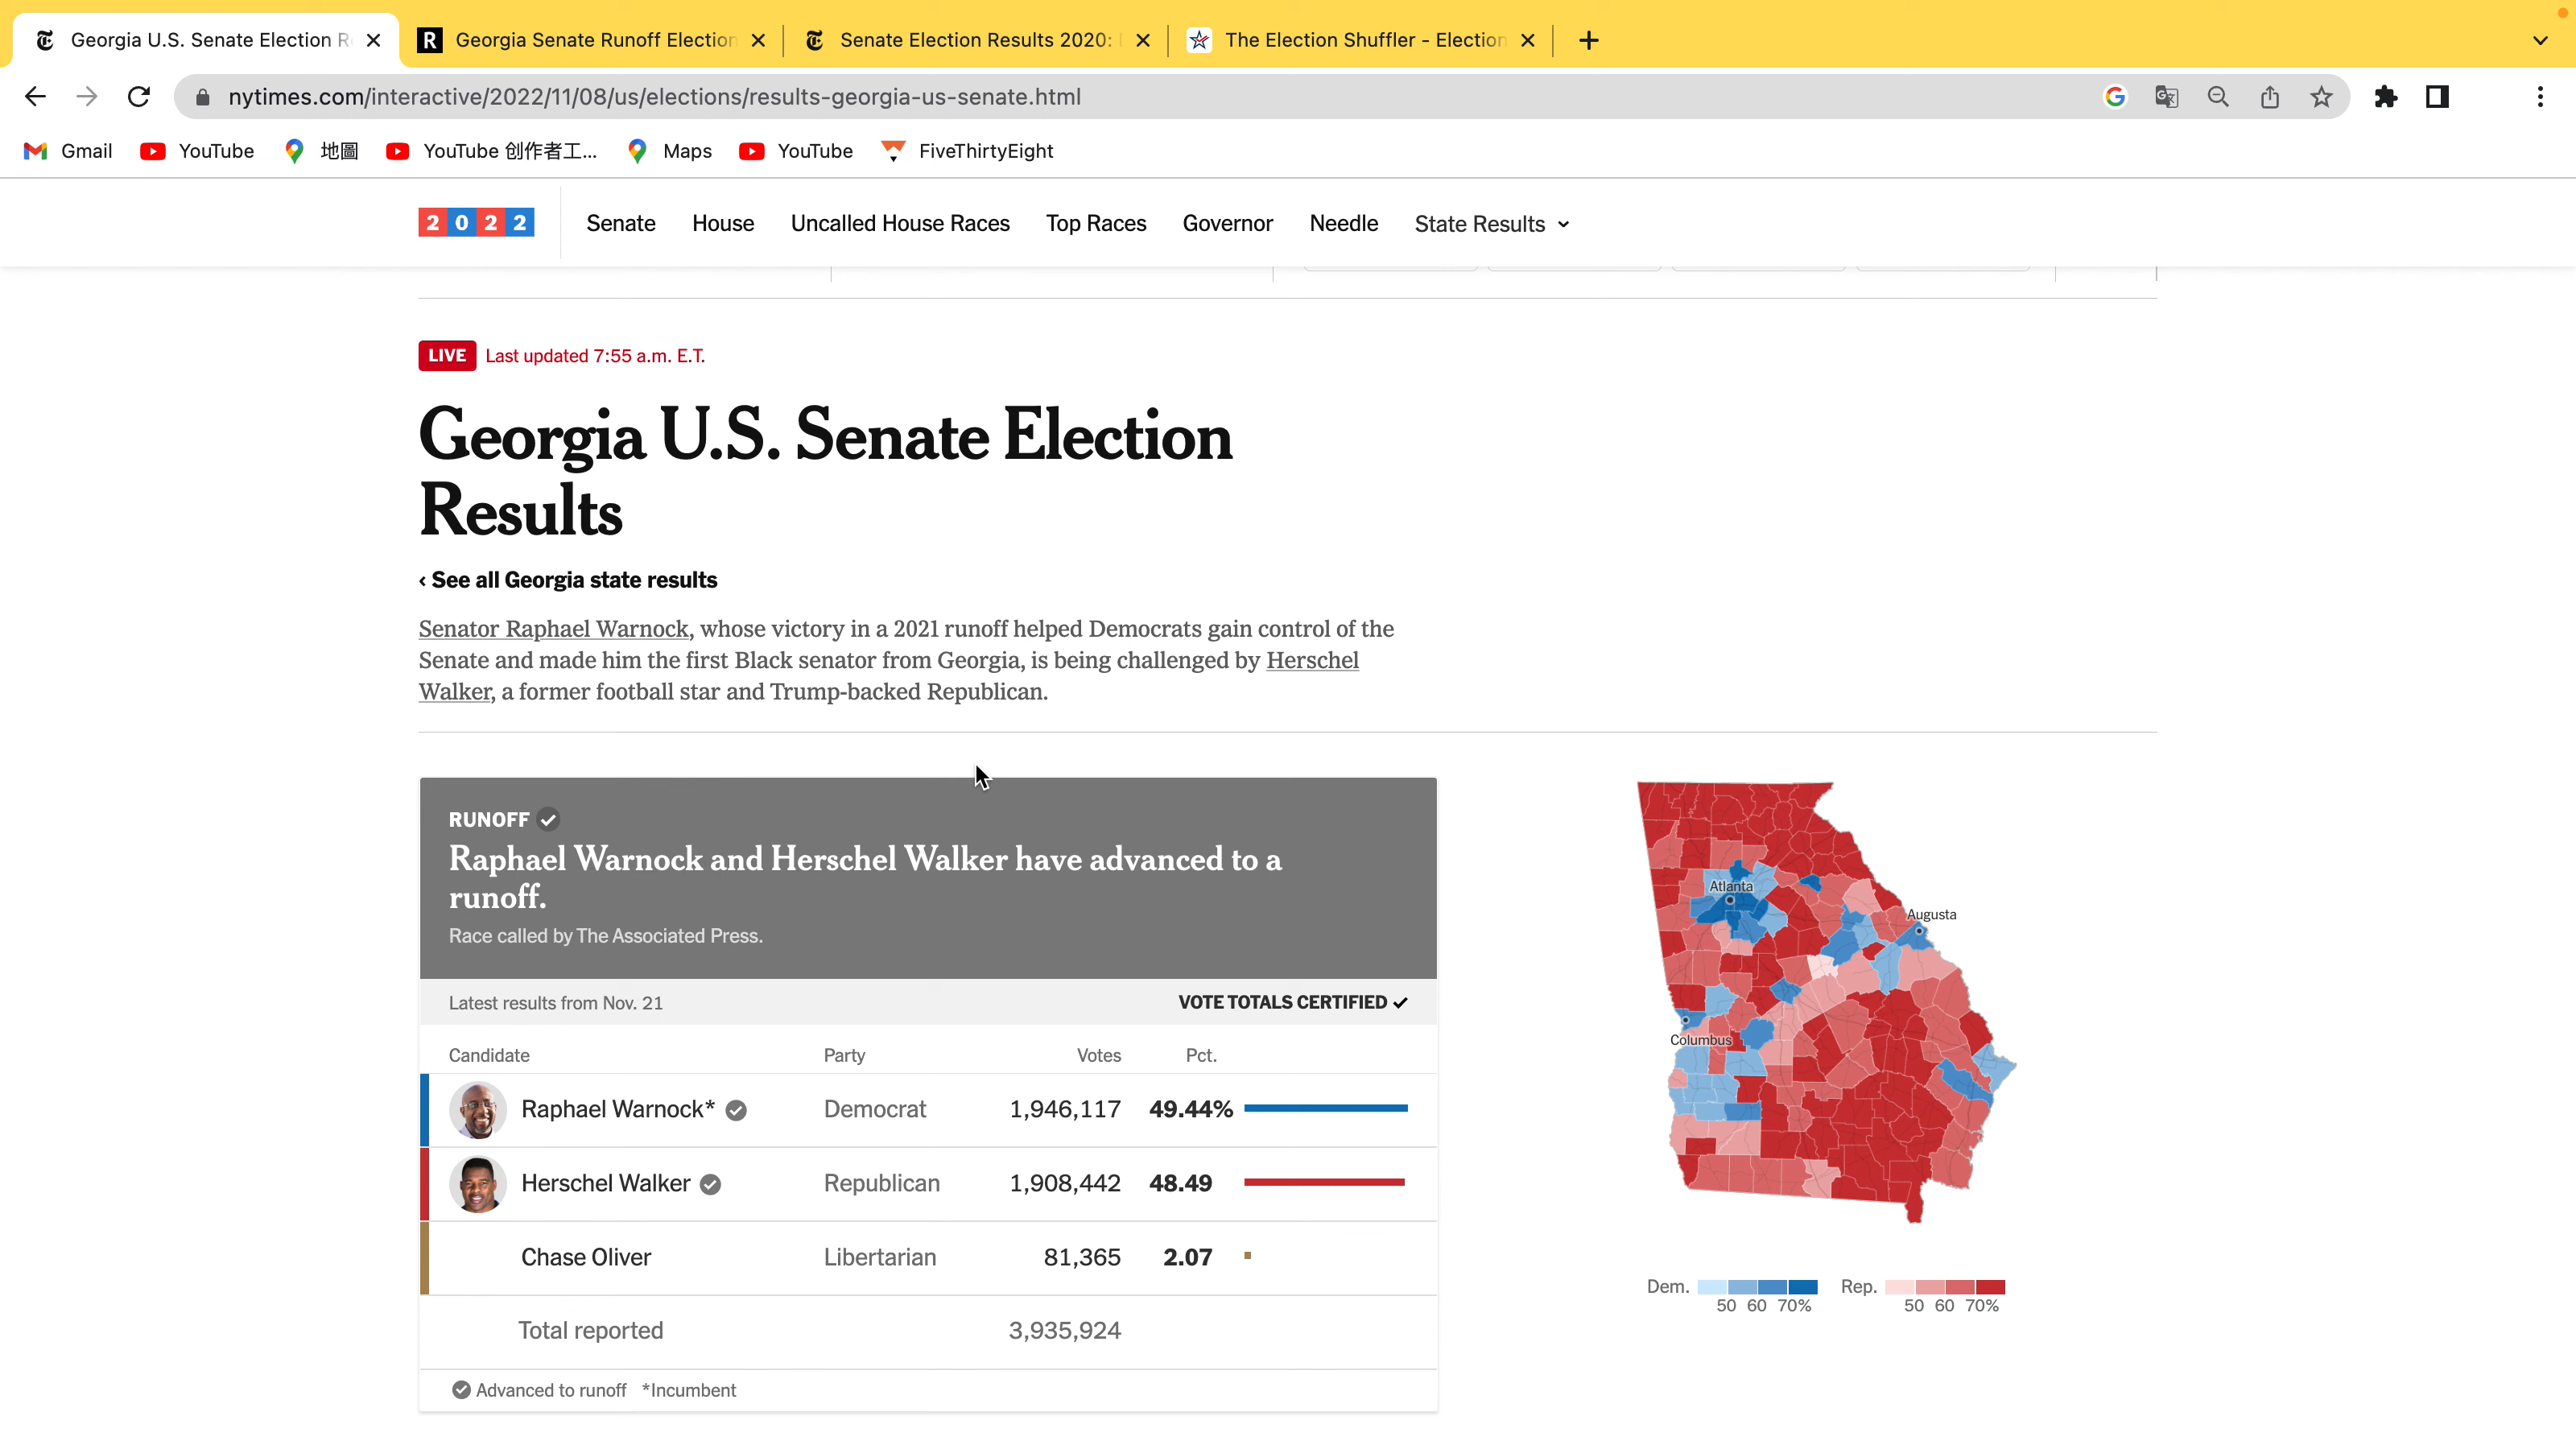 Georgia U.S. Senate Election R
Georgia Senate Runoff Election
Senate Election Results 2020:
The Election Shuffler - Election
nytimes.com/interactive/2022/11/08/us/elections/results-georgia-us-senate.html
Gmail YouTube 地圖 YouTube 创作者工... Maps YouTube FiveThirtyEight
2022 Senate House Uncalled House Races Top Races Governor Needle State Results
LIVE Last updated 7:55 a.m. E.T.
Georgia U.S. Senate Election
Results
‹ See all Georgia state results
Senator Raphael Warnock, whose victory in a 2021 runoff helped Democrats gain control of the
Senate and made him the first Black senator from Georgia, is being challenged by Herschel
Walker, a former football star and Trump-backed Republican.
RUNOFF
Raphael Warnock and Herschel Walker have advanced to a
runoff.
Race called by The Associated Press.
Latest results from Nov. 21 VOTE TOTALS CERTIFIED
Candidate Party Votes Pct.
Raphael Warnock* Democrat 1,946,117 49.44%
Herschel Walker Republican 1,908,442 48.49
Chase Oliver Libertarian 81,365 2.07
Total reported 3,935,924
Advanced to runoff *Incumbent
Atlanta
Augusta
Columbus
Dem. Rep.
50 60 70% 50 60 70%